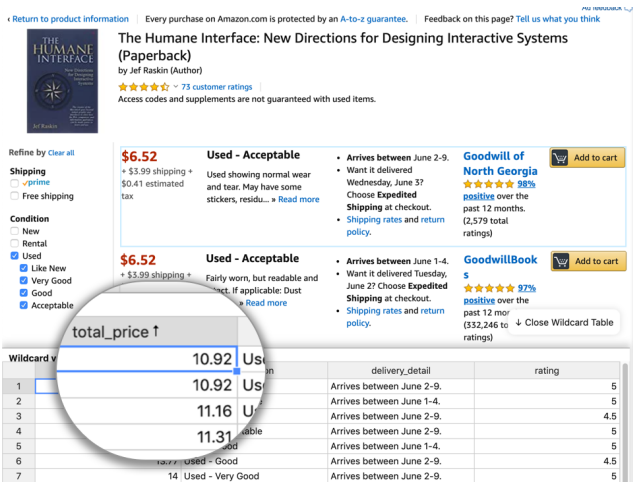 ‹ Return to product information
Every purchase on Amazon.com is protected by an A-to-z guarantee.
Feedback on this page? Tell us what you think
THE
HUMANE
INTERFACE
New Directions
for Designing
Interactive
Systems
Jef Raskin
The Humane Interface: New Directions for Designing Interactive Systems
(Paperback)
by Jef Raskin (Author)
73 customer ratings
Access codes and supplements are not guaranteed with used items.
Refine by Clear all
Shipping
prime
Free shipping
Condition
New
Rental
Used
Like New
Very Good
Good
Acceptable
$6.52
+ $3.99 shipping +
$0.41 estimated
tax
Used - Acceptable
Used showing normal wear
and tear. May have some
stickers, residu... » Read more
• Arrives between June 2-9.
• Want it delivered
Wednesday, June 3?
Choose Expedited
Shipping at checkout.
• Shipping rates and return
policy.
Goodwill of
North Georgia
98%
positive over the
past 12 months.
(2,579 total
ratings)
Add to cart
$6.52
+ $3.99 shipping +
Used - Acceptable
Fairly worn, but readable and
If applicable: Dust
» Read more
• Arrives between June 1-4.
• Want it delivered Tuesday,
June 2? Choose Expedited
Shipping at checkout.
• Shipping rates and return
policy.
GoodwillBook
s
97%
positive over the
past 12
(332,246
ratings)
Add to cart
↓ Close Wildcard Table
Wildcard
total_price ↑
10.92
10.92
11.16
11.31
delivery_detail rating
1 Arrives between June 2-9. 5
2 Arrives between June 1-4. 5
3 Arrives between June 2-9. 4.5
4 Arrives between June 2-9. 5
5 Arrives between June 1-4. 5
6 13.77 Used - Good Arrives between June 2-9. 4.5
7 14 Used - Very Good Arrives between June 2-9. 5